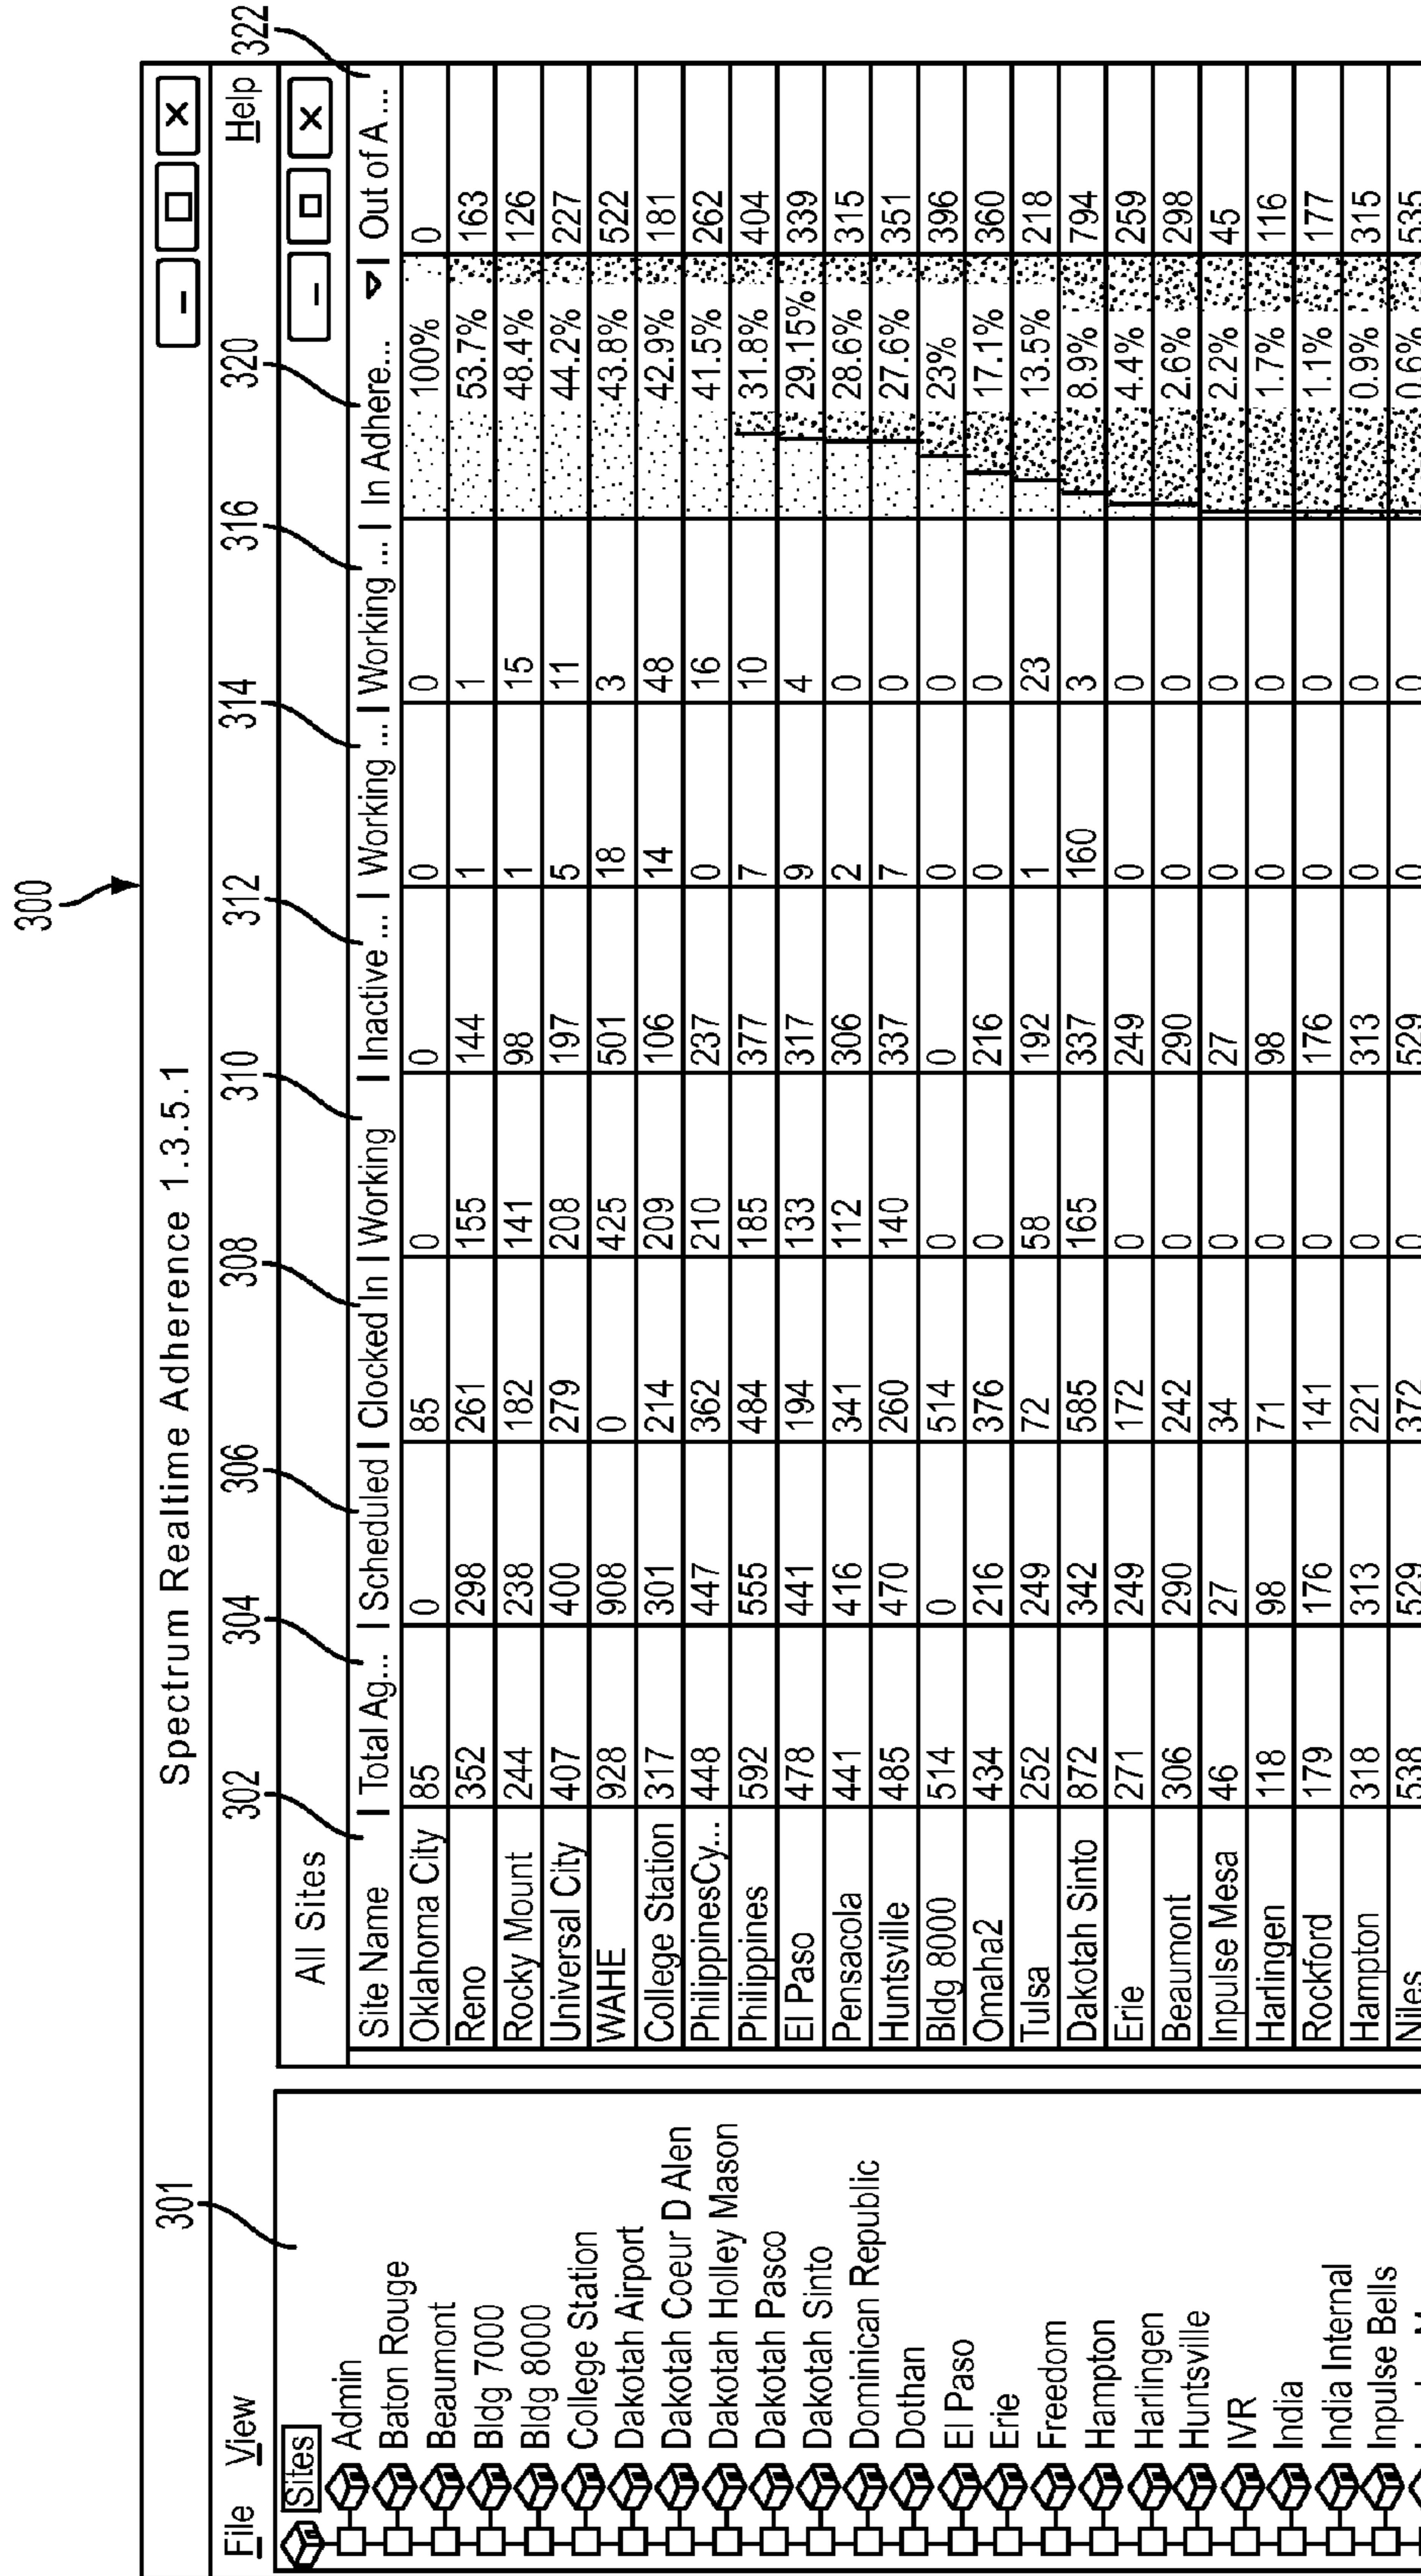 300
Spectrum Realtime Adherence 1.3.5.1
File View Help
301
302 304 306 308 310 312 314 316 320 322
Sites
Admin
Baton Rouge
Beaumont
Bldg 7000
Bldg 8000
College Station
Dakotah Airport
Dakotah Coeur D Alen
Dakotah Holley Mason
Dakotah Pasco
Dakotah Sinto
Dominican Republic
Dothan
El Paso
Erie
Freedom
Hampton
Harlingen
Huntsville
IVR
India
India Internal
Inpulse Bells
All Sites
Site Name Total Ag... Scheduled Clocked In Working Inactive ... Working ... Working ... In Adhere... Out of A ...
Oklahoma City 85 0 85 0 0 0 0 100% 0
Reno 352 298 261 155 144 1 1 53.7% 163
Rocky Mount 244 238 182 141 98 1 15 48.4% 126
Universal City 407 400 279 208 197 5 11 44.2% 227
WAHE 928 908 0 425 501 18 3 43.8% 522
College Station 317 301 214 209 106 14 48 42.9% 181
PhilippinesCy... 448 447 362 210 237 0 16 41.5% 262
Philippines 592 555 484 185 377 7 10 31.8% 404
El Paso 478 441 194 133 317 9 4 29.15% 339
Pensacola 441 416 341 112 306 2 0 28.6% 315
Huntsville 485 470 260 140 337 7 0 27.6% 351
Bldg 8000 514 0 514 0 0 0 0 23% 396
Omaha2 434 216 376 0 216 0 0 17.1% 360
Tulsa 252 249 72 58 192 1 23 13.5% 218
Dakotah Sinto 872 342 585 165 337 160 3 8.9% 794
Erie 271 249 172 0 249 0 0 4.4% 259
Beaumont 306 290 242 0 290 0 0 2.6% 298
Inpulse Mesa 46 27 34 0 27 0 0 2.2% 45
Harlingen 118 98 71 0 98 0 0 1.7% 116
Rockford 179 176 141 0 176 0 0 1.1% 177
Hampton 318 313 221 0 313 0 0 0.9% 315
Niles 538 529 372 0 529 0 0 0.6% 535